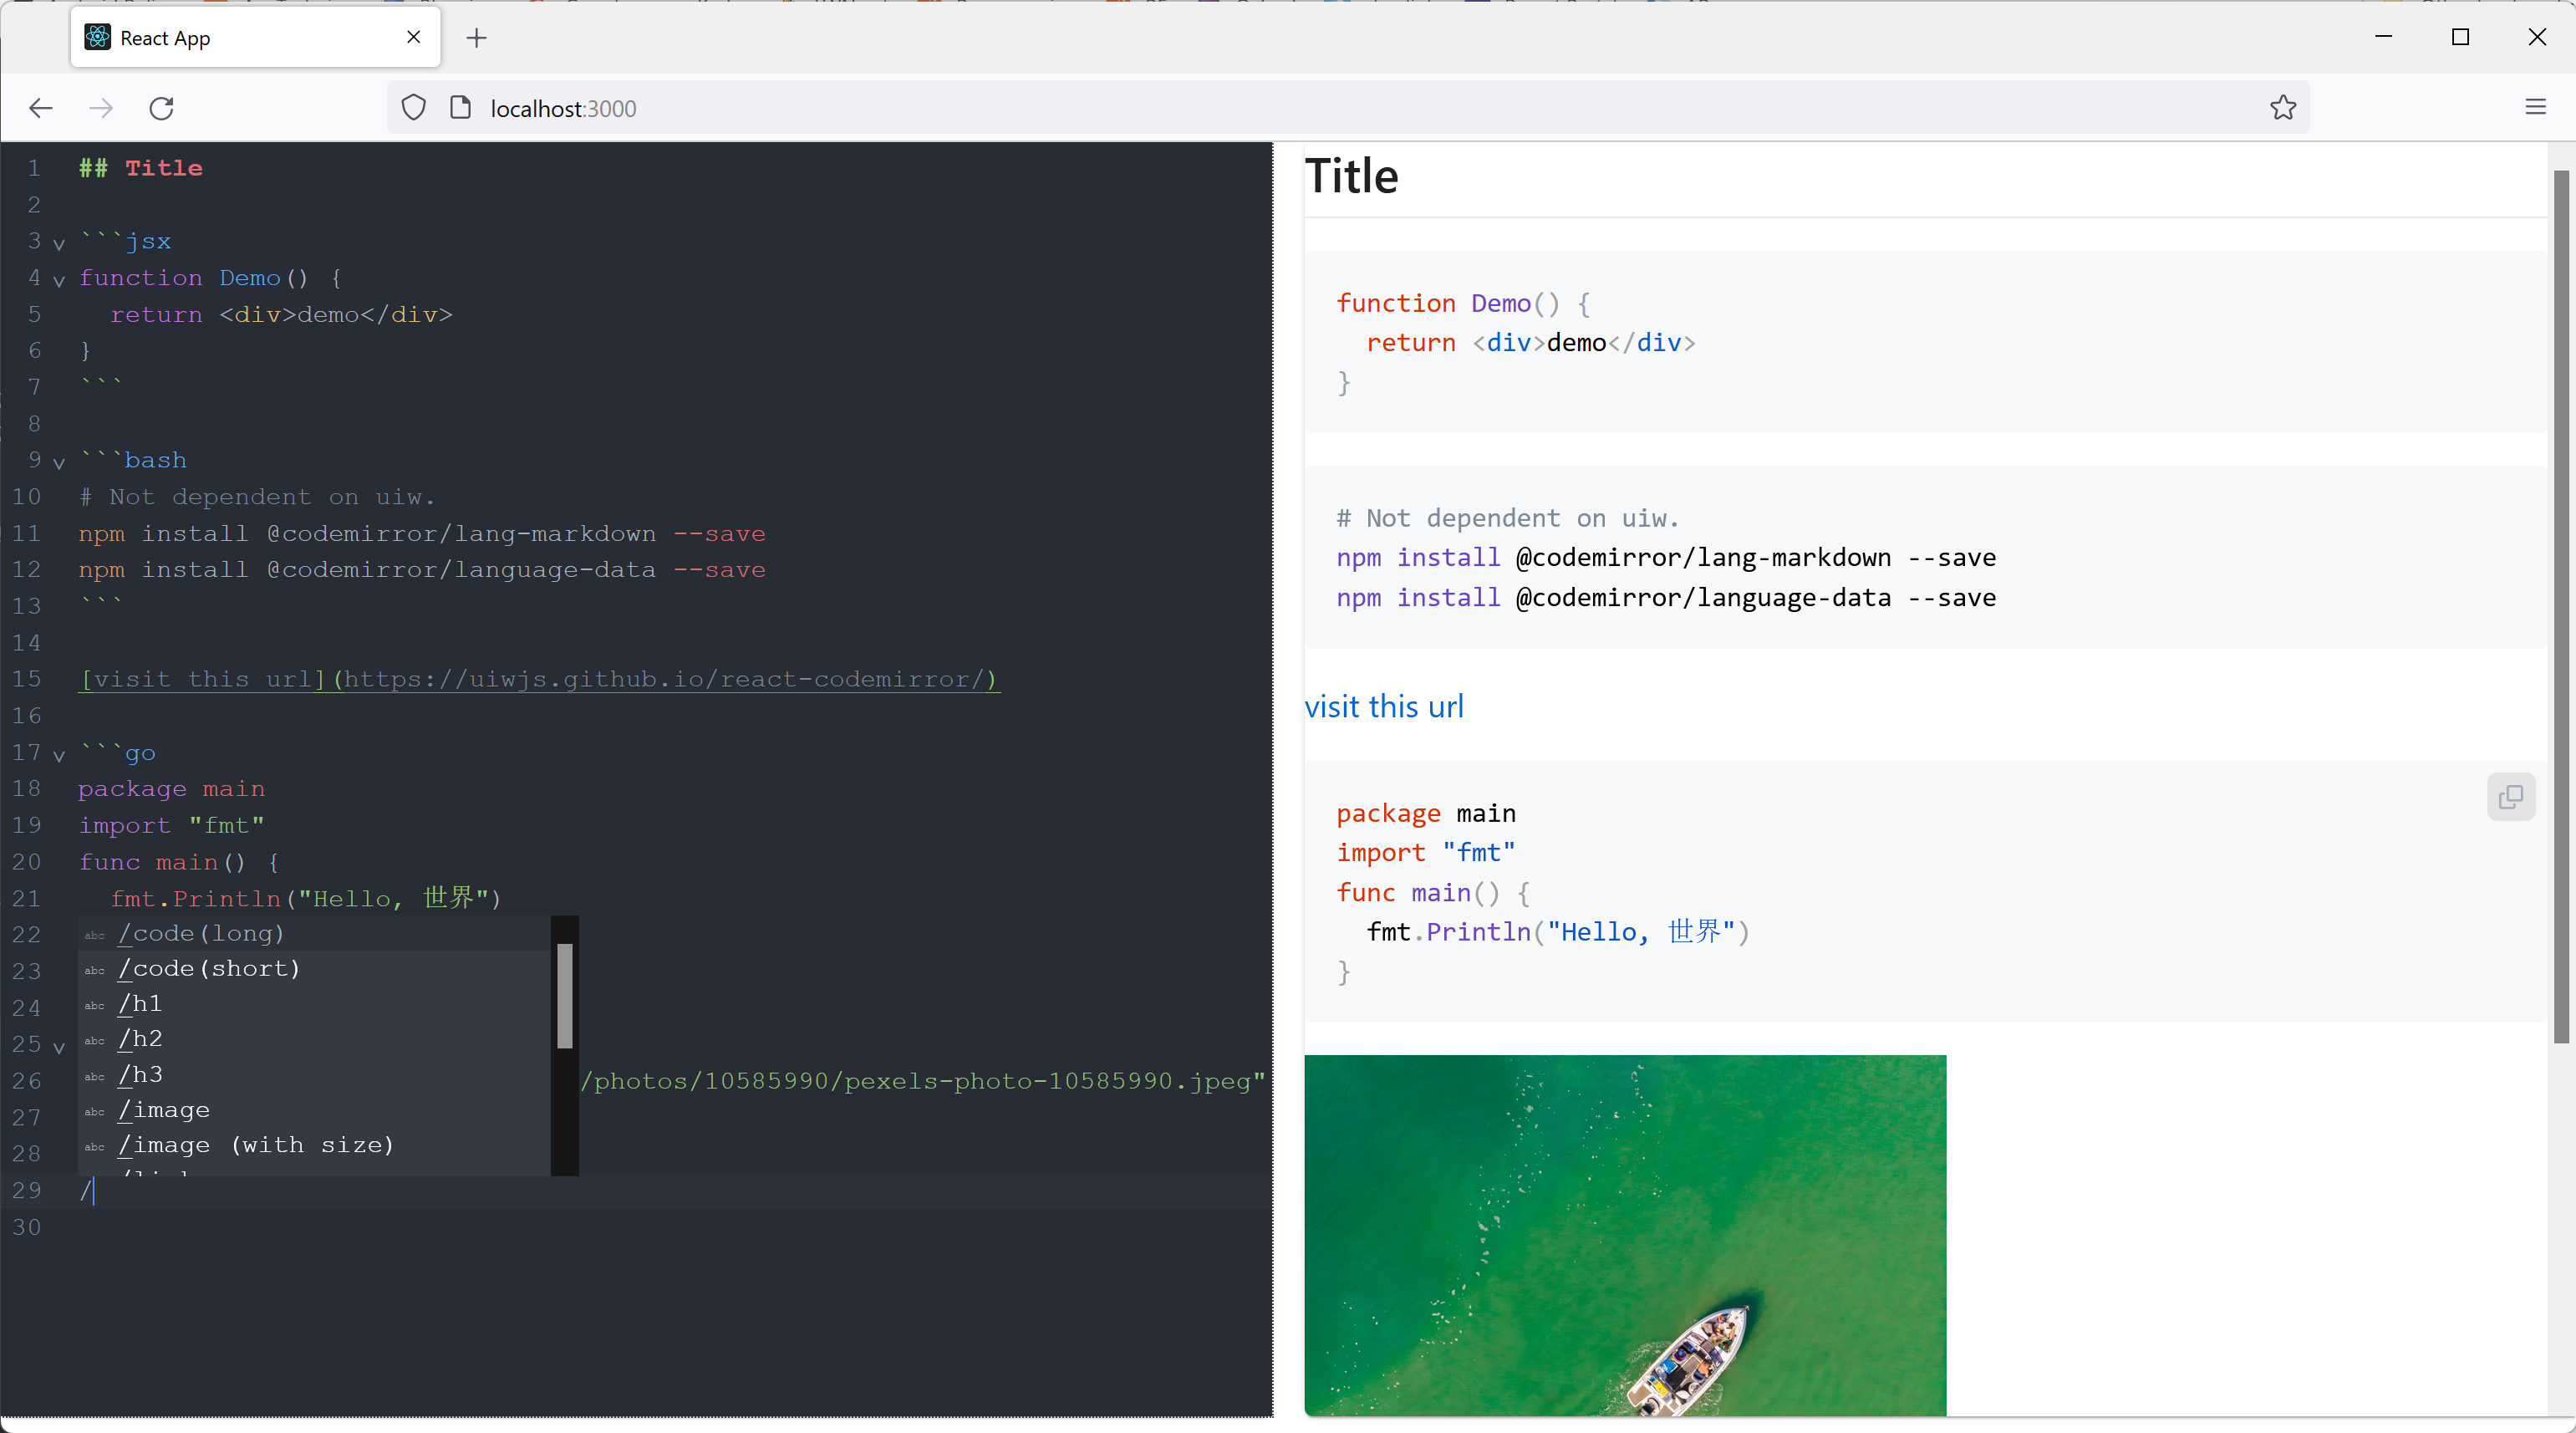 React App
localhost:3000
1 ## Title
2
3 ```jsx
4 function Demo() {
5   return <div>demo</div>
6 }
7 ```
8
9 ```bash
10 # Not dependent on uiw.
11 npm install @codemirror/lang-markdown --save
12 npm install @codemirror/language-data --save
13 ```
14
15 [visit this url](https://uiwjs.github.io/react-codemirror/)
16
17 ```go
18 package main
19 import "fmt"
20 func main() {
21   fmt.Println("Hello, 世界")
22
23
24
25
26 /photos/10585990/pexels-photo-10585990.jpeg"
27
28
29 /
30
abc /code(long)
abc /code(short)
abc /h1
abc /h2
abc /h3
abc /image
abc /image (with size)
Title
function Demo() {
  return <div>demo</div>
}
# Not dependent on uiw.
npm install @codemirror/lang-markdown --save
npm install @codemirror/language-data --save
visit this url
package main
import "fmt"
func main() {
  fmt.Println("Hello, 世界")
}